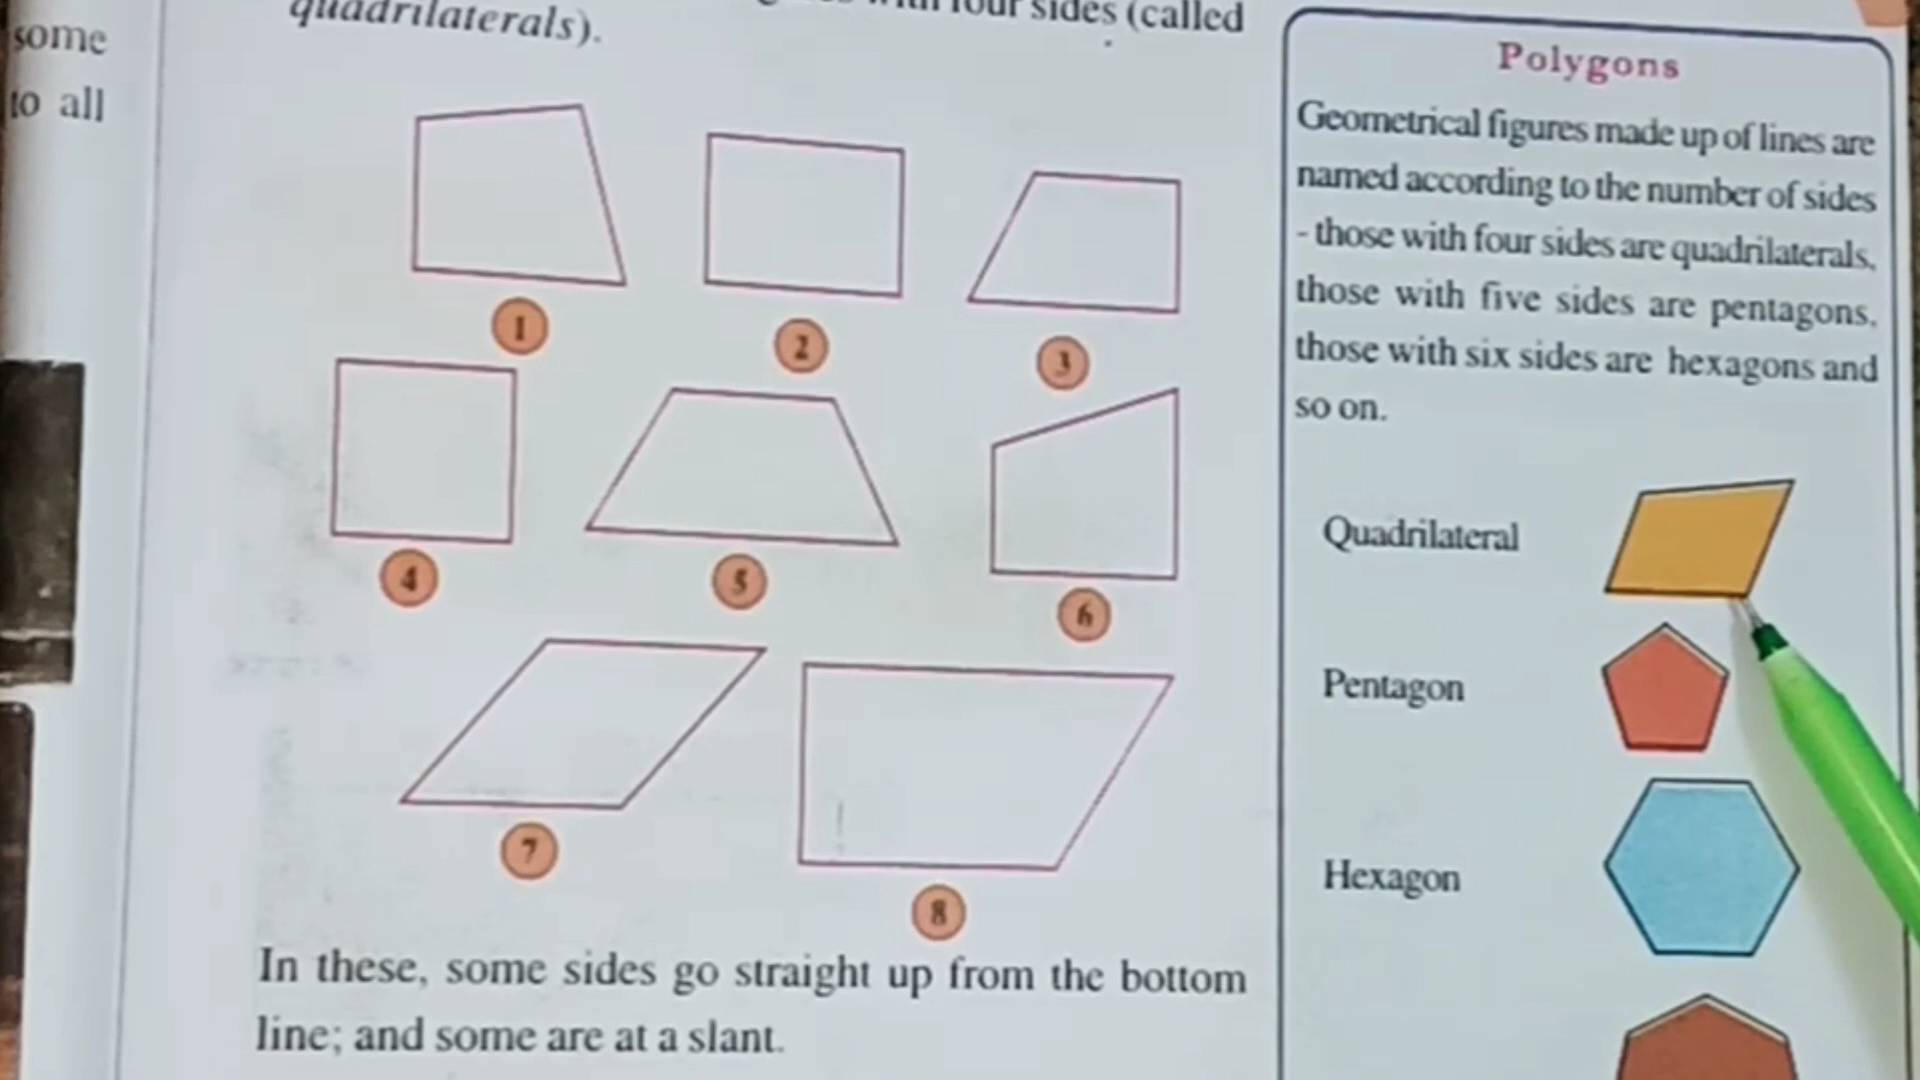 some
to all
with four sides (called
quadrilaterals).
1
2
3
4
5
6
7
8
In these, some sides go straight up from the bottom
line; and some are at a slant.
Polygons
Geometrical figures made up of lines are
named according to the number of sides
- those with four sides are quadrilaterals,
those with five sides are pentagons,
those with six sides are hexagons and
so on.
Quadrilateral
Pentagon
Hexagon